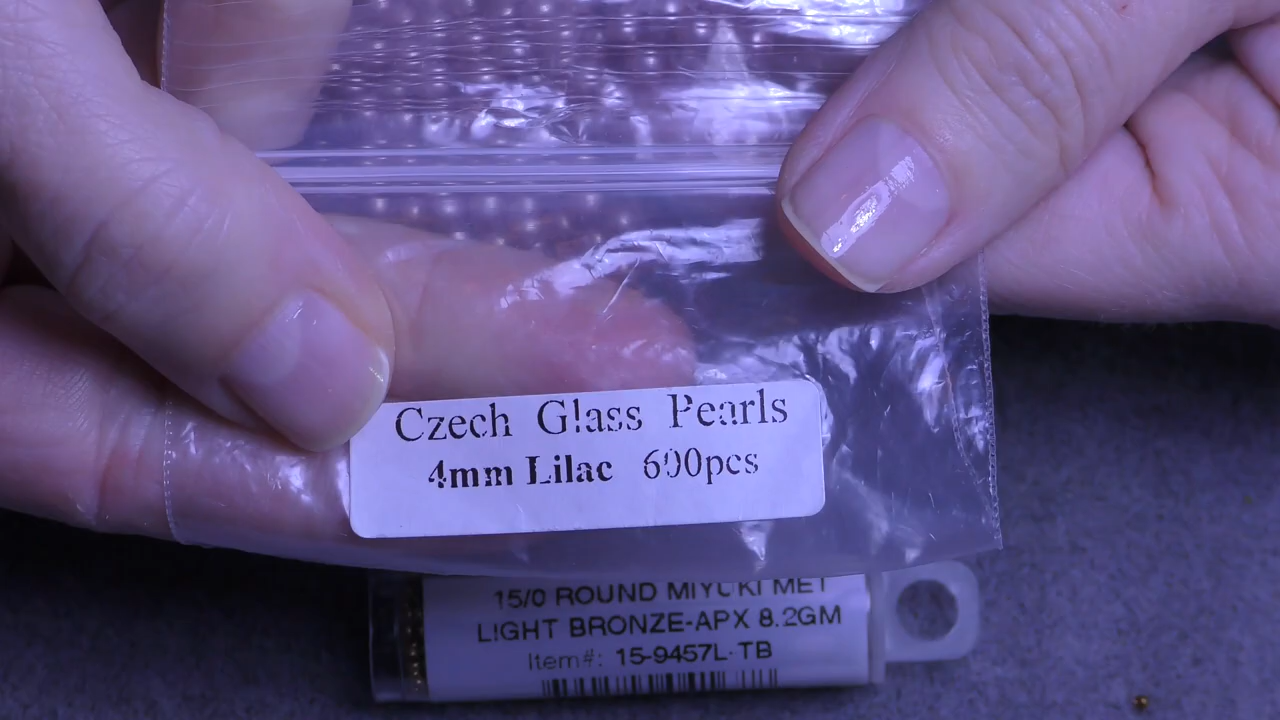 Czech Glass Pearls
4mm Lilac 600pcs
15/0 ROUND MIYUKI MET
LIGHT BRONZE-APX 8.2GM
Item#: 15-9457L-TB